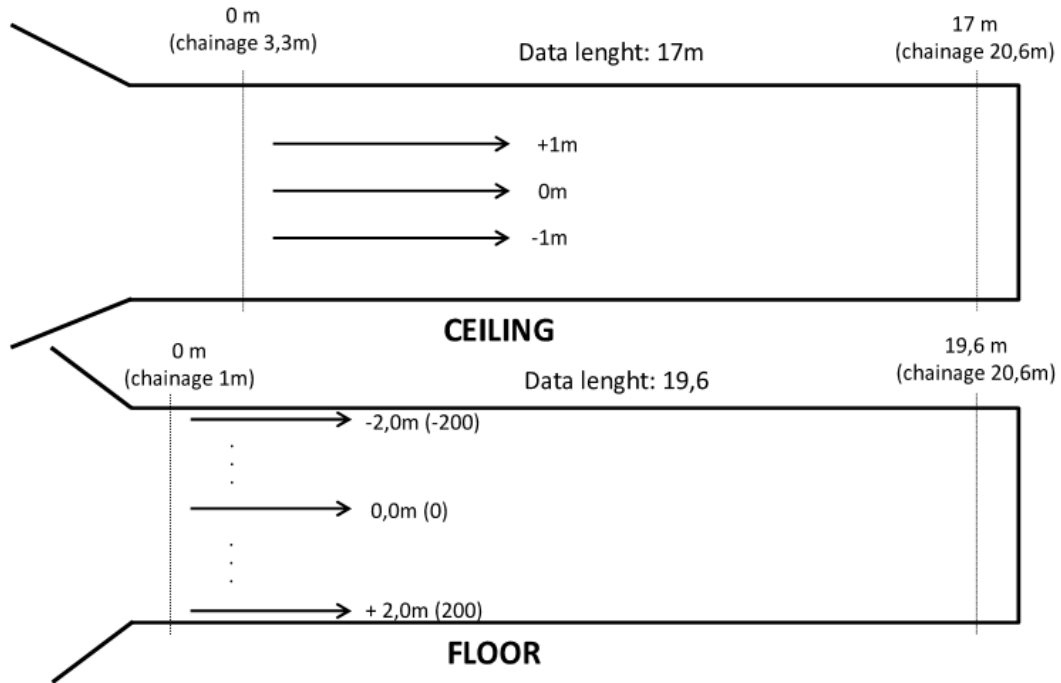 0 m
(chainage 3,3m)
Data lenght: 17m
17 m
(chainage 20,6m)
+1m
0m
-1m
CEILING
0 m
(chainage 1m)
Data lenght: 19,6
19,6 m
(chainage 20,6m)
-2,0m (-200)
0,0m (0)
+ 2,0m (200)
FLOOR